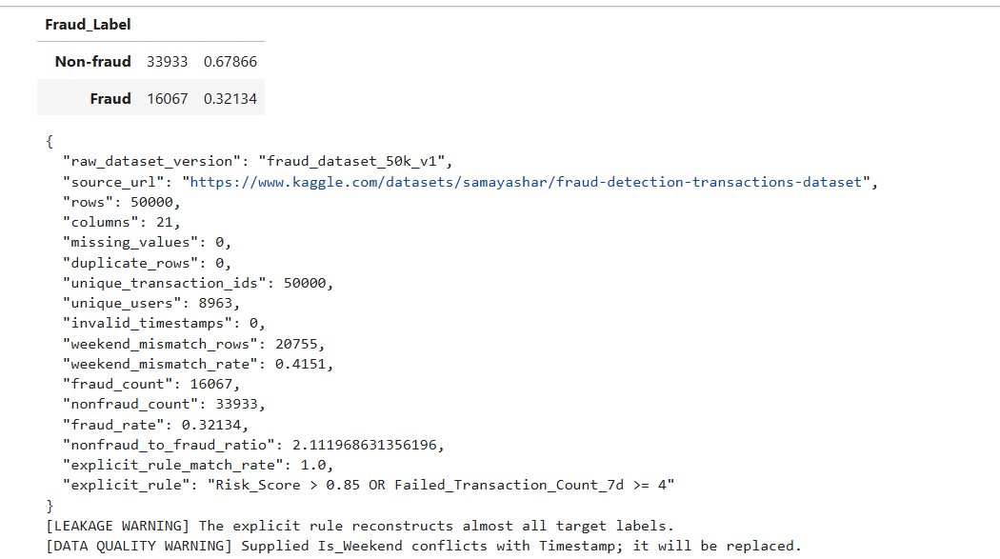 Fraud_Label
Non-fraud 33933 0.67866
Fraud 16067 0.32134
{
"raw_dataset_version": "fraud_dataset_50k_v1",
"source_url": "https://www.kaggle.com/datasets/samayashar/fraud-detection-transactions-dataset",
"rows": 50000,
"columns": 21,
"missing_values": 0,
"duplicate_rows": 0,
"unique_transaction_ids": 50000,
"unique_users": 8963,
"invalid_timestamps": 0,
"weekend_mismatch_rows": 20755,
"weekend_mismatch_rate": 0.4151,
"fraud_count": 16067,
"nonfraud_count": 33933,
"fraud_rate": 0.32134,
"nonfraud_to_fraud_ratio": 2.111968631356196,
"explicit_rule_match_rate": 1.0,
"explicit_rule": "Risk_Score > 0.85 OR Failed_Transaction_Count_7d >= 4"
}
[LEAKAGE WARNING] The explicit rule reconstructs almost all target labels.
[DATA QUALITY WARNING] Supplied Is_Weekend conflicts with Timestamp; it will be replaced.